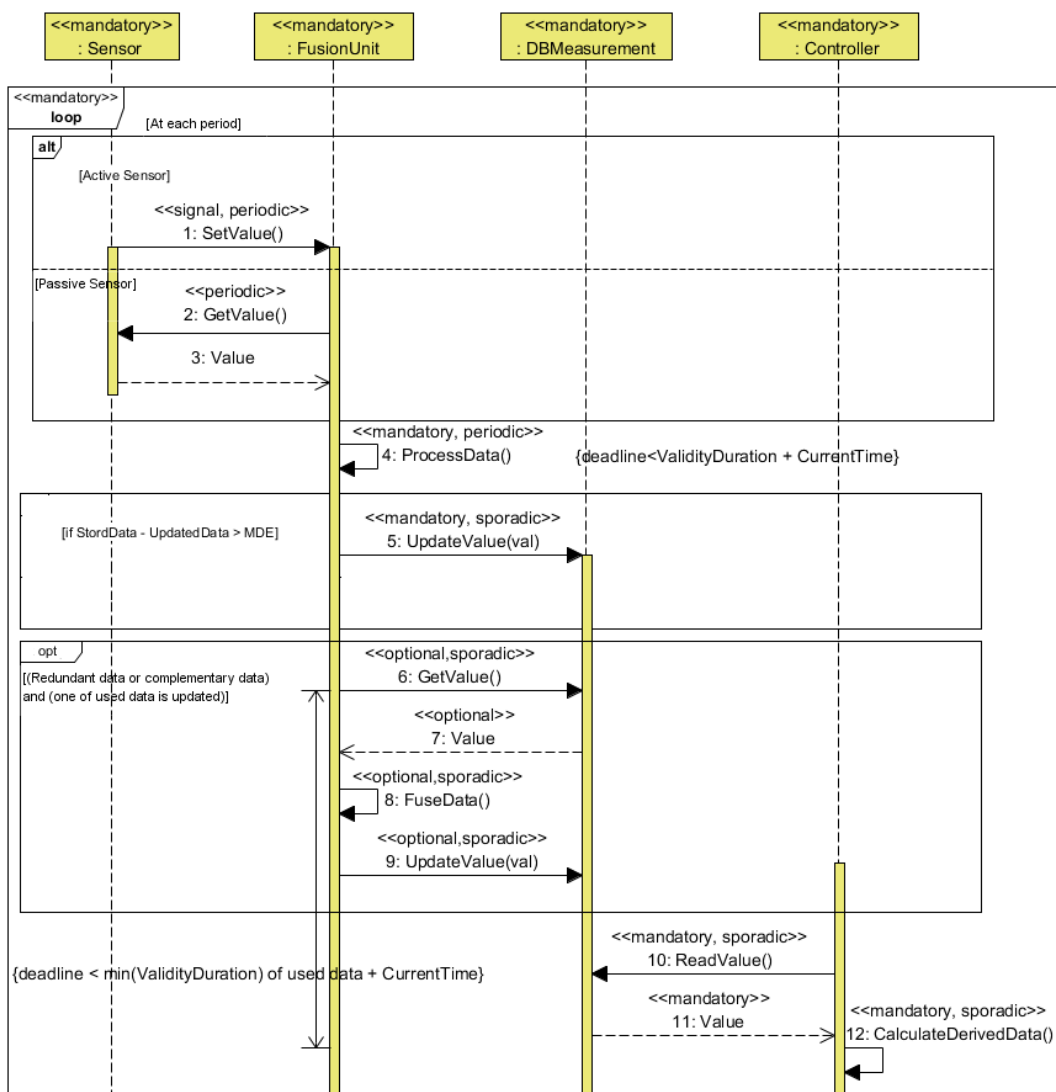 <<mandatory>>
: Sensor
<<mandatory>>
: FusionUnit
<<mandatory>>
: DBMeasurement
<<mandatory>>
: Controller
<<mandatory>>
loop
[At each period]
alt
[Active Sensor]
<<signal, periodic>>
1: SetValue()
[Passive Sensor]
<<periodic>>
2: GetValue()
3: Value
<<mandatory, periodic>>
4: ProcessData()
{deadline<ValidityDuration + CurrentTime}
[if StordData - UpdatedData > MDE]
<<mandatory, sporadic>>
5: UpdateValue(val)
opt
[(Redundant data or complementary data)
and (one of used data is updated)]
<<optional,sporadic>>
6: GetValue()
<<optional>>
7: Value
<<optional,sporadic>>
8: FuseData()
<<optional,sporadic>>
9: UpdateValue(val)
<<mandatory, sporadic>>
10: ReadValue()
{deadline < min(ValidityDuration) of used data + CurrentTime}
<<mandatory>>
11: Value
<<mandatory, sporadic>>
12: CalculateDerivedData()